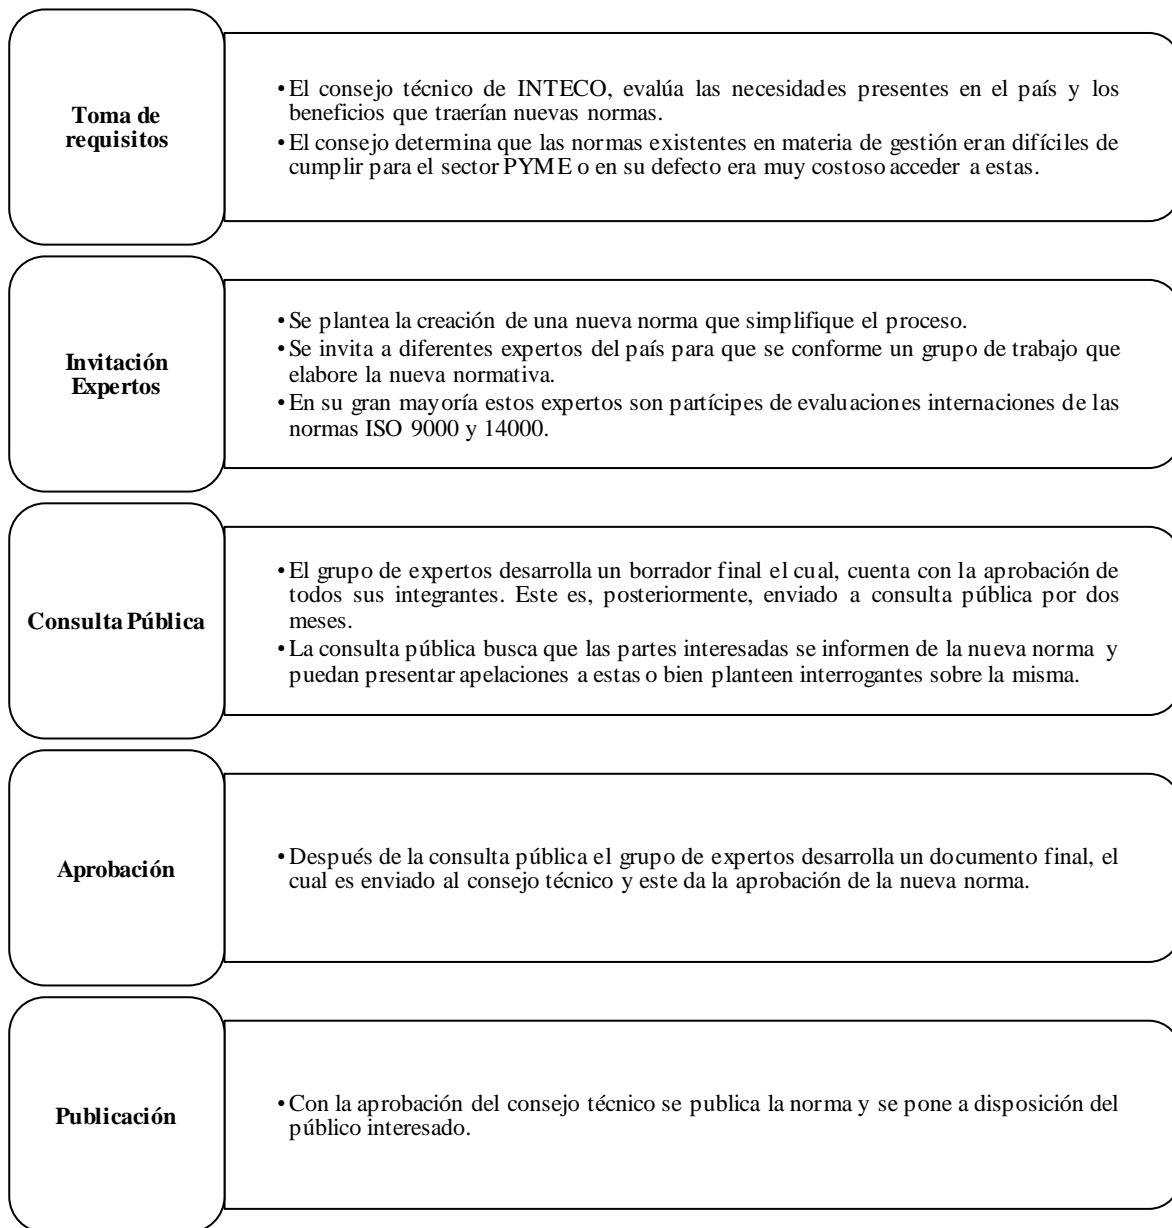 Toma de
requisitos
•El consejo técnico de INTECO, evalúa las necesidades presentes en el país y los
beneficios que traerían nuevas normas.
•El consejo determina que las normas existentes en materia de gestión eran difíciles de
cumplir para el sector PYME o en su defecto era muy costoso acceder a estas.
Invitación
Expertos
•Se plantea la creación de una nueva norma que simplifique el proceso.
•Se invita a diferentes expertos del país para que se conforme un grupo de trabajo que
elabore la nueva normativa.
•En su gran mayoría estos expertos son partícipes de evaluaciones internaciones de las
normas ISO 9000 y 14000.
Consulta Pública
•El grupo de expertos desarrolla un borrador final el cual, cuenta con la aprobación de
todos sus integrantes. Este es, posteriormente, enviado a consulta pública por dos
meses.
•La consulta pública busca que las partes interesadas se informen de la nueva norma y
puedan presentar apelaciones a estas o bien planteen interrogantes sobre la misma.
Aprobación
•Después de la consulta pública el grupo de expertos desarrolla un documento final, el
cual es enviado al consejo técnico y este da la aprobación de la nueva norma.
Publicación
•Con la aprobación del consejo técnico se publica la norma y se pone a disposición del
público interesado.